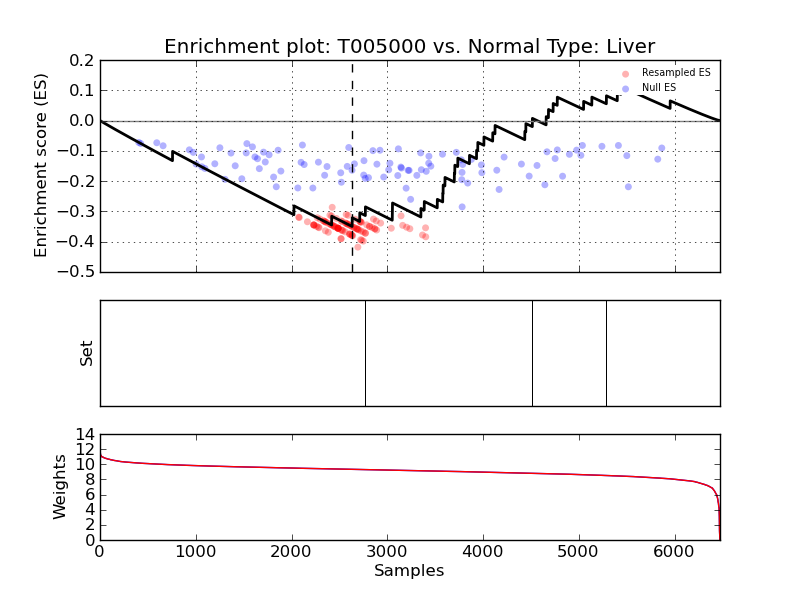 Enrichment plot: T005000 vs. Normal Type: Liver
Enrichment score (ES)
0.2
0.1
0.0
−0.1
−0.2
−0.3
−0.4
−0.5
Resampled ES
Null ES
Set
Weights
14
12
10
8
6
4
2
0
0 1000 2000 3000 4000 5000 6000
Samples